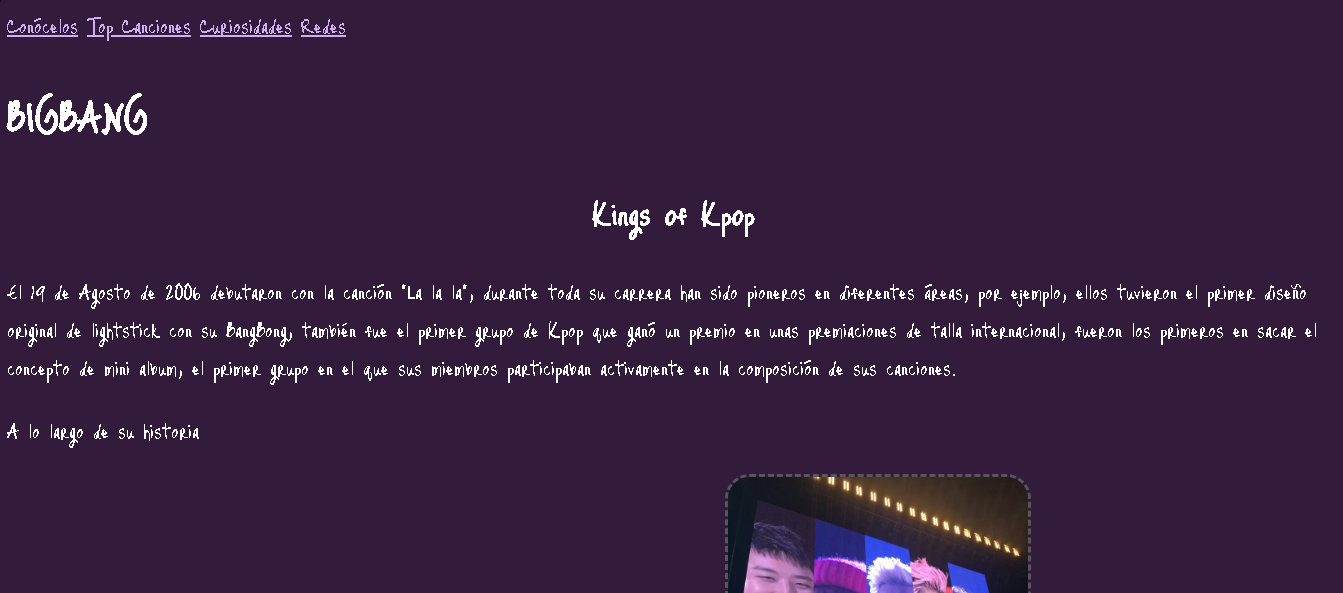 Conócelos Top Canciones Curiosidades Redes
BIGBANG
Kings of Kpop
El 19 de Agosto de 2006 debutaron con la canción "La la la", durante toda su carrera han sido pioneros en diferentes áreas, por ejemplo, ellos tuvieron el primer diseño
original de lightstick con su BangBong, también fue el primer grupo de Kpop que ganó un premio en unas premiaciones de talla internacional, fueron los primeros en sacar el
concepto de mini album, el primer grupo en el que sus miembros participaban activamente en la composición de sus canciones.
A lo largo de su historia